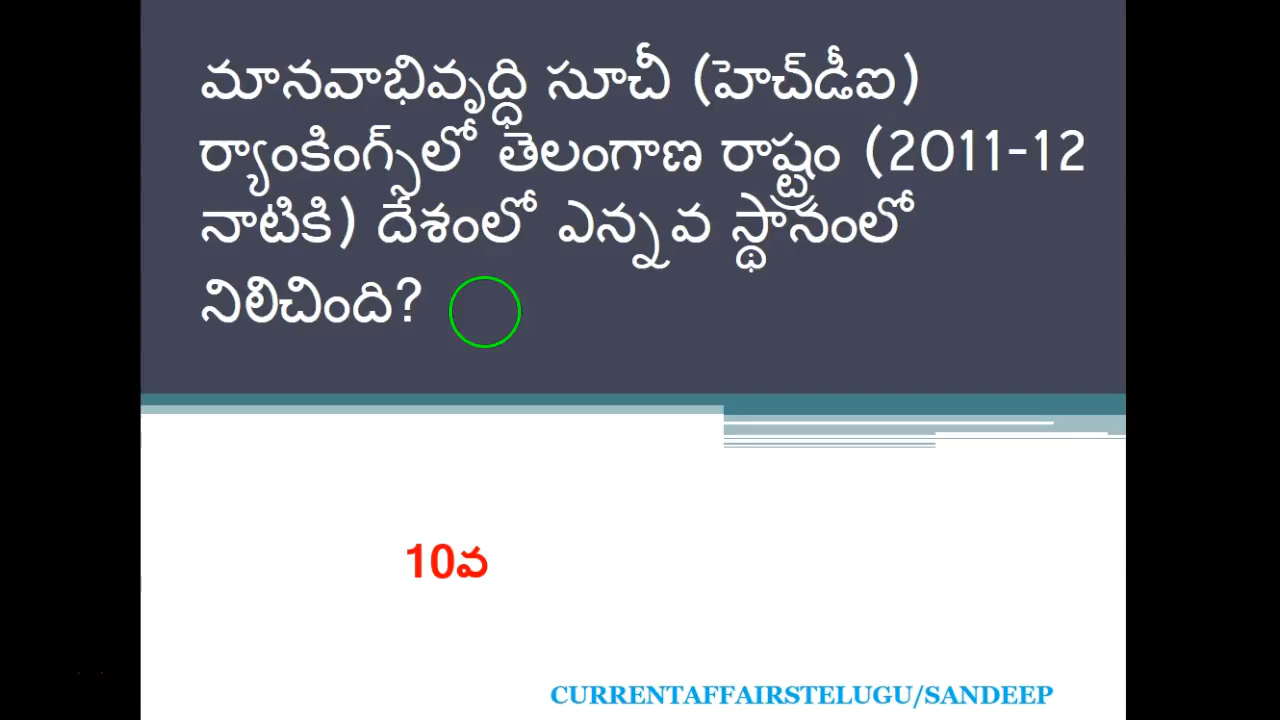 మానవాభివృద్ధి సూచీ (హెచ్‌డీఐ)
ర్యాంకింగ్స్‌లో తెలంగాణ రాష్ట్రం (2011-12
నాటికి) దేశంలో ఎన్నవ స్థానంలో
నిలిచింది?
10వ
CURRENTAFFAIRSTELUGU/SANDEEP